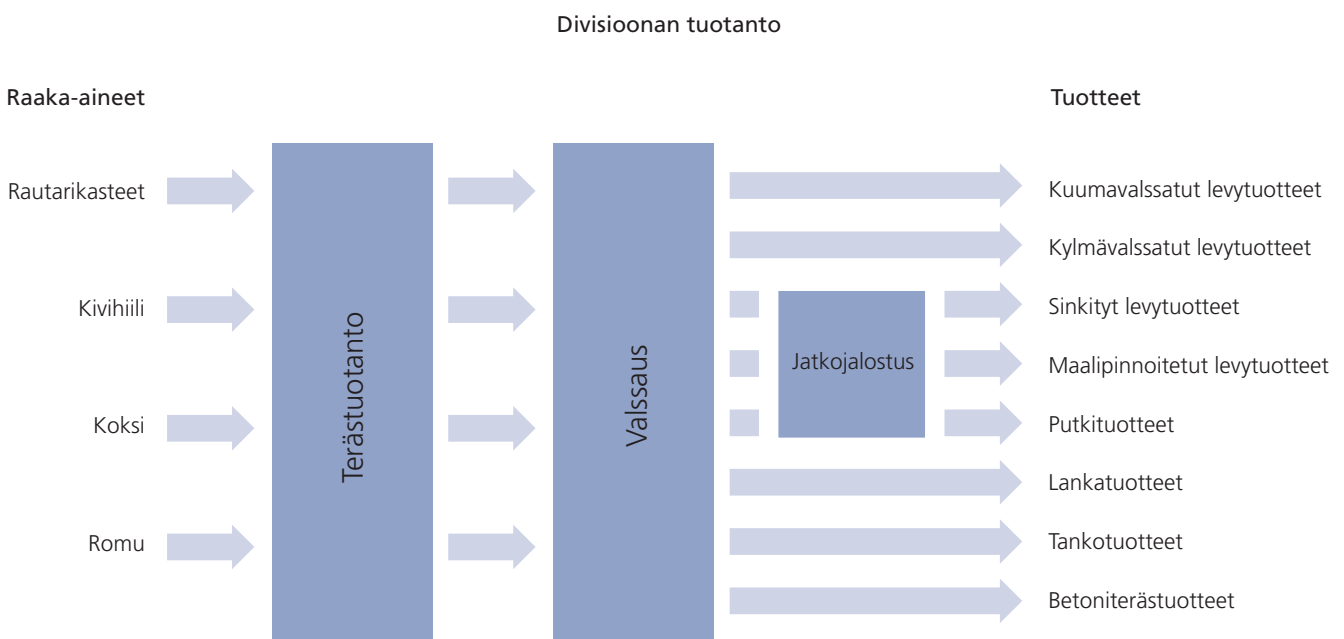 Divisioonan tuotanto
Raaka-aineet
Tuotteet
Rautarikasteet
Kivihiili
Koksi
Romu
Terästuotanto
Valssaus
Jatkojalostus
Kuumavalssatut levytuotteet
Kylmävalssatut levytuotteet
Sinkityt levytuotteet
Maalipinnoitetut levytuotteet
Putkituotteet
Lankatuotteet
Tankotuotteet
Betoniterästuotteet